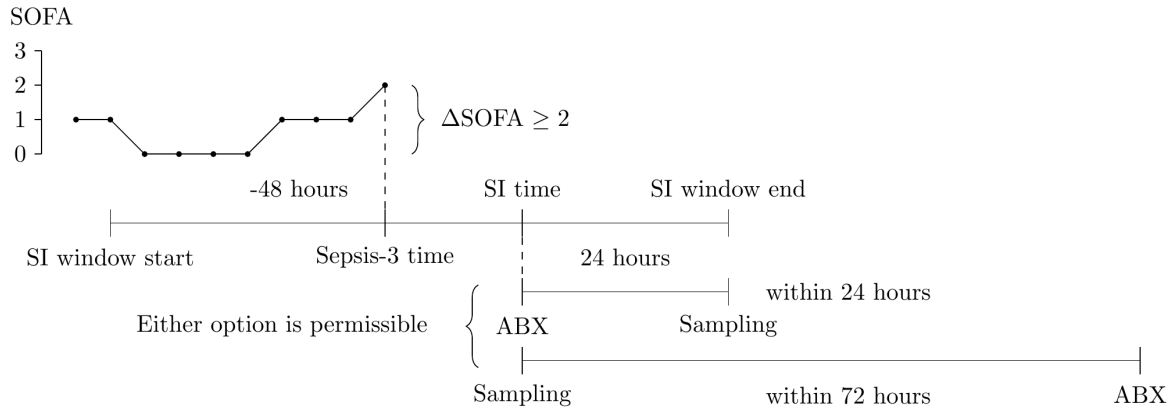 SOFA
3
2
1
0
ΔSOFA ≥ 2
-48 hours
SI time
SI window end
SI window start
Sepsis-3 time
24 hours
within 24 hours
Either option is permissible
ABX
Sampling
Sampling
within 72 hours
ABX